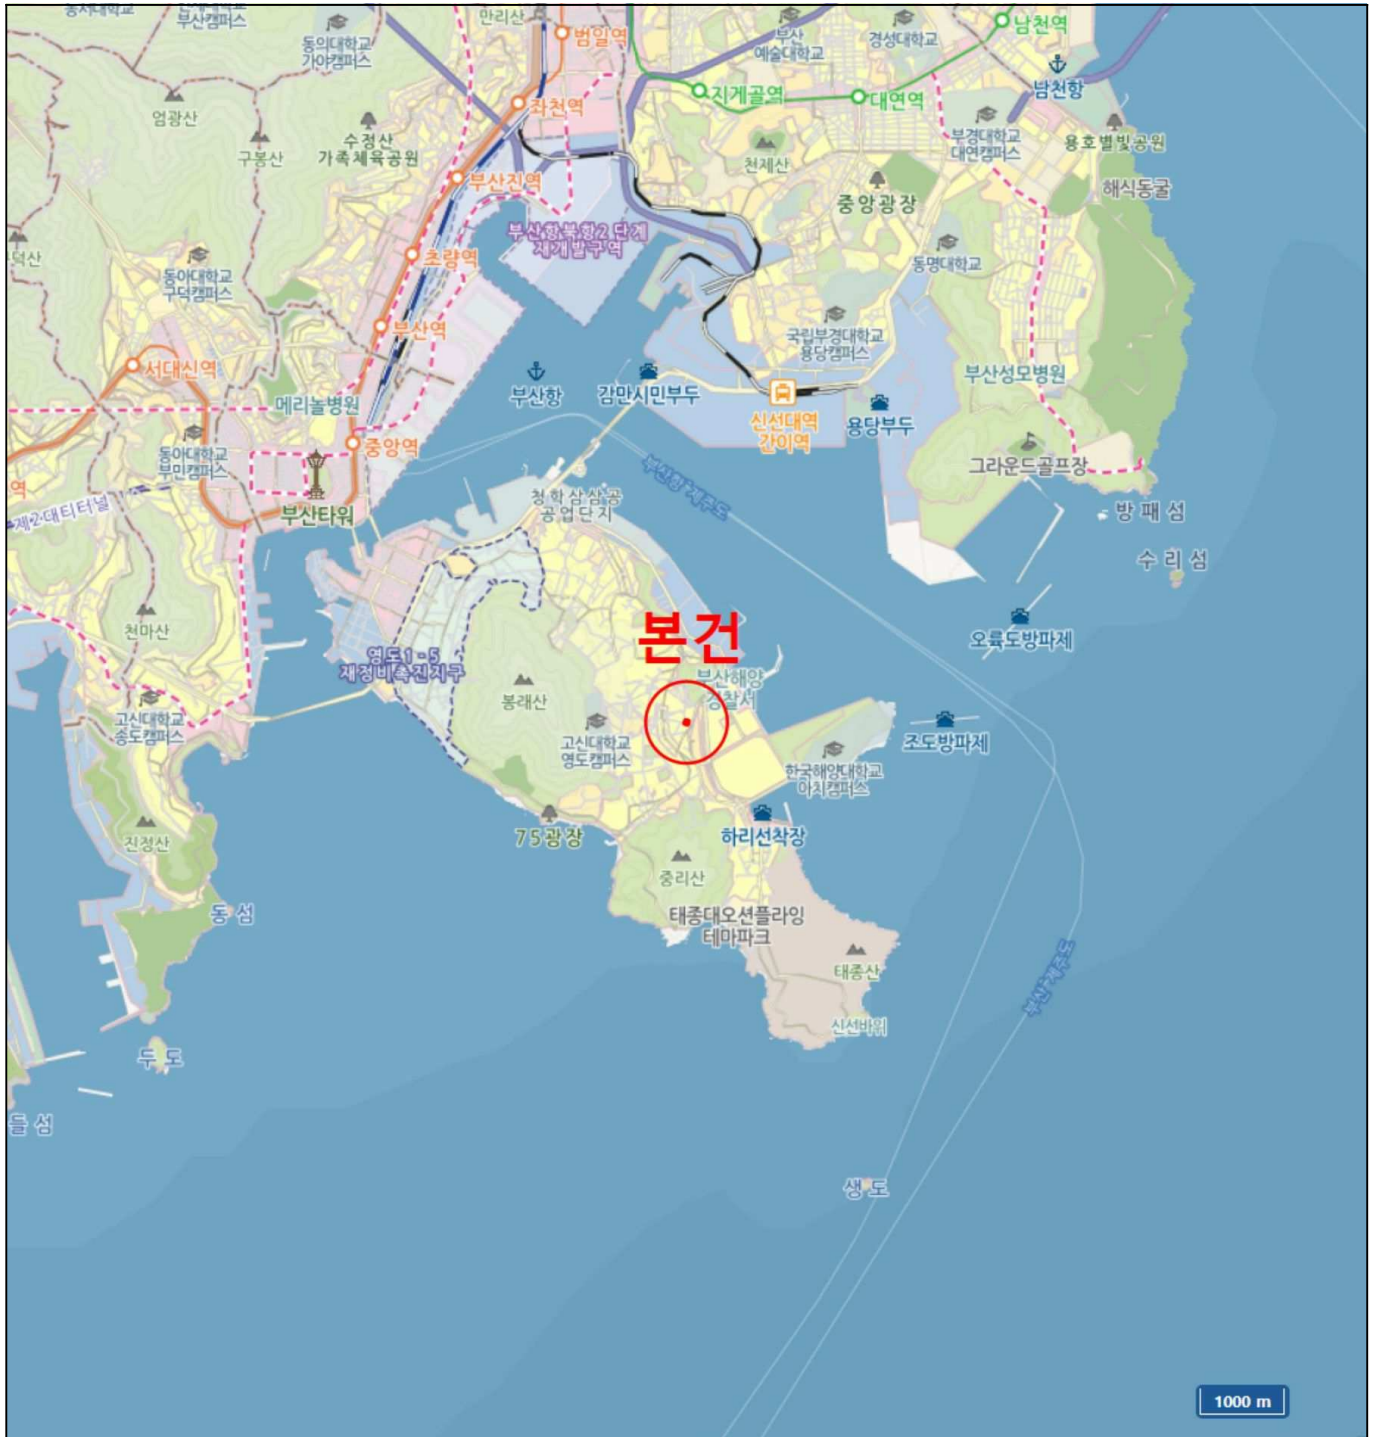 만리산
범일역
남천역
동의대학교
가야캠퍼스
부산
예술대학교
경성대학교
부산캠퍼스
남천항
지게골역
대연역
좌천역
엄광산
구봉산
수정산
가족체육공원
천제산
부경대학교
대연캠퍼스
용호별빛공원
부산진역
중앙광장
해식동굴
부산항북항2단계
재개발구역
초량역
동아대학교
구덕캠퍼스
동명대학교
부산역
국립부경대학교
용당캠퍼스
서대신역
부산항
감만시민부두
부산성모병원
메리놀병원
신선대역
간이역
용당부두
중앙역
동아대학교
부민캠퍼스
그라운드골프장
역
부산항-제주도
제2대티터널
부산타워
청학삼삼공
공업단지
방패섬
수리섬
천마산
오륙도방파제
본건
영도1-5
재정비촉진지구
부산해양
경찰서
봉래산
고신대학교
송도캠퍼스
고신대학교
영도캠퍼스
조도방파제
한국해양대학교
아치캠퍼스
75광장
하리선착장
진정산
중리산
동섬
태종대오션플라잉
테마파크
태종산
부산-제주도
신선바위
두도
들섬
생도
1000 m